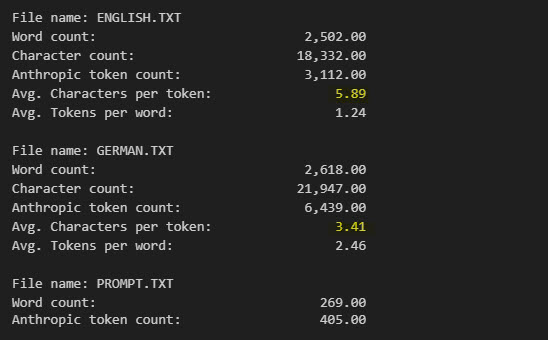 File name: ENGLISH.TXT
Word count: 2,502.00
Character count: 18,332.00
Anthropic token count: 3,112.00
Avg. Characters per token: 5.89
Avg. Tokens per word: 1.24
File name: GERMAN.TXT
Word count: 2,618.00
Character count: 21,947.00
Anthropic token count: 6,439.00
Avg. Characters per token: 3.41
Avg. Tokens per word: 2.46
File name: PROMPT.TXT
Word count: 269.00
Anthropic token count: 405.00